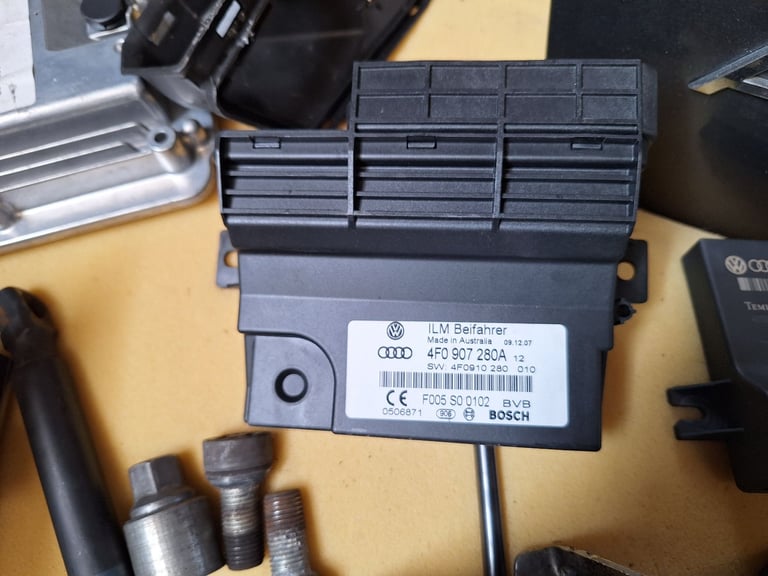 ILM Beifahrer
Made in Australia 09.12.07
4F0 907 280A 12
SW: 4F0910 280 010
CE F005 S0 0102 BVB
0506871 906 BOSCH